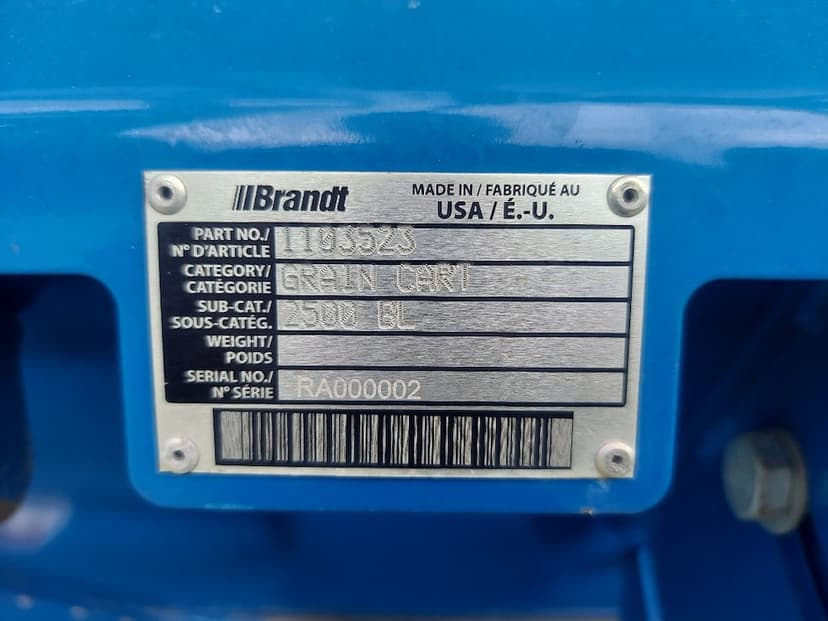 Brandt
MADE IN / FABRIQUÉ AU
USA / É.-U.
PART NO./
N° D'ARTICLE
110352S
CATEGORY/
CATÉGORIE
GRAIN CART
SUB-CAT./
SOUS-CATÉG.
2500 BL
WEIGHT/
POIDS
SERIAL NO./
N° SÉRIE
RA000002